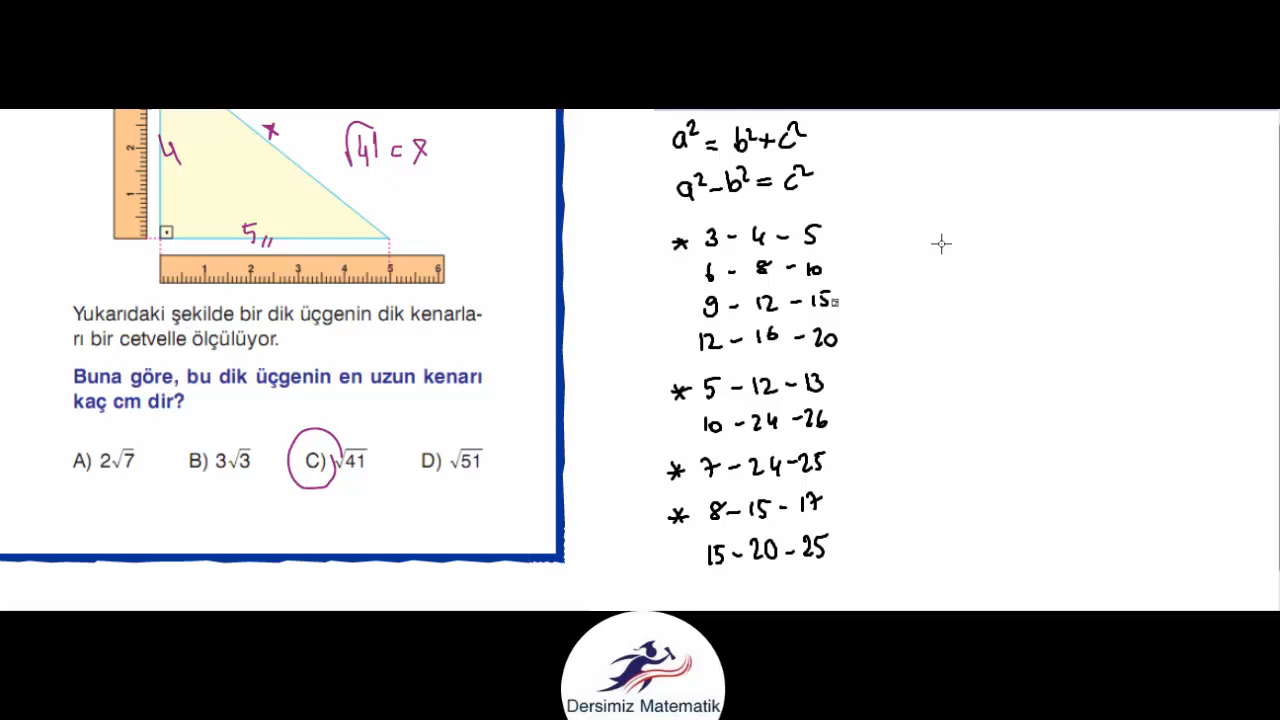 2
1
4
x
√41 = x
5,,
1 2 3 4 5 6
Yukarıdaki şekilde bir dik üçgenin dik kenarla-
rı bir cetvelle ölçülüyor.
Buna göre, bu dik üçgenin en uzun kenarı
kaç cm dir?
A) 2√7 B) 3√3 C) √41 D) √51
a² = b² + c²
a² - b² = c²
* 3 - 4 - 5
6 - 8 - 10
9 - 12 - 15
12 - 16 - 20
* 5 - 12 - 13
10 - 24 - 26
* 7 - 24 - 25
* 8 - 15 - 17
15 - 20 - 25
Dersimiz Matematik